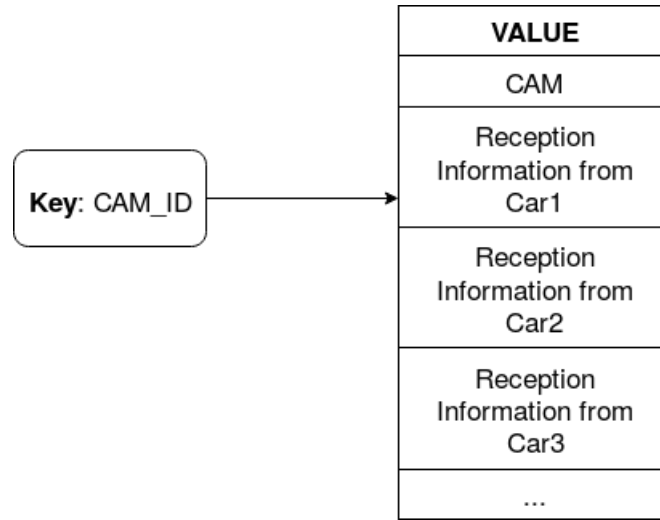 VALUE
CAM
Reception
Information from
Car1
Key: CAM_ID
Reception
Information from
Car2
Reception
Information from
Car3
...